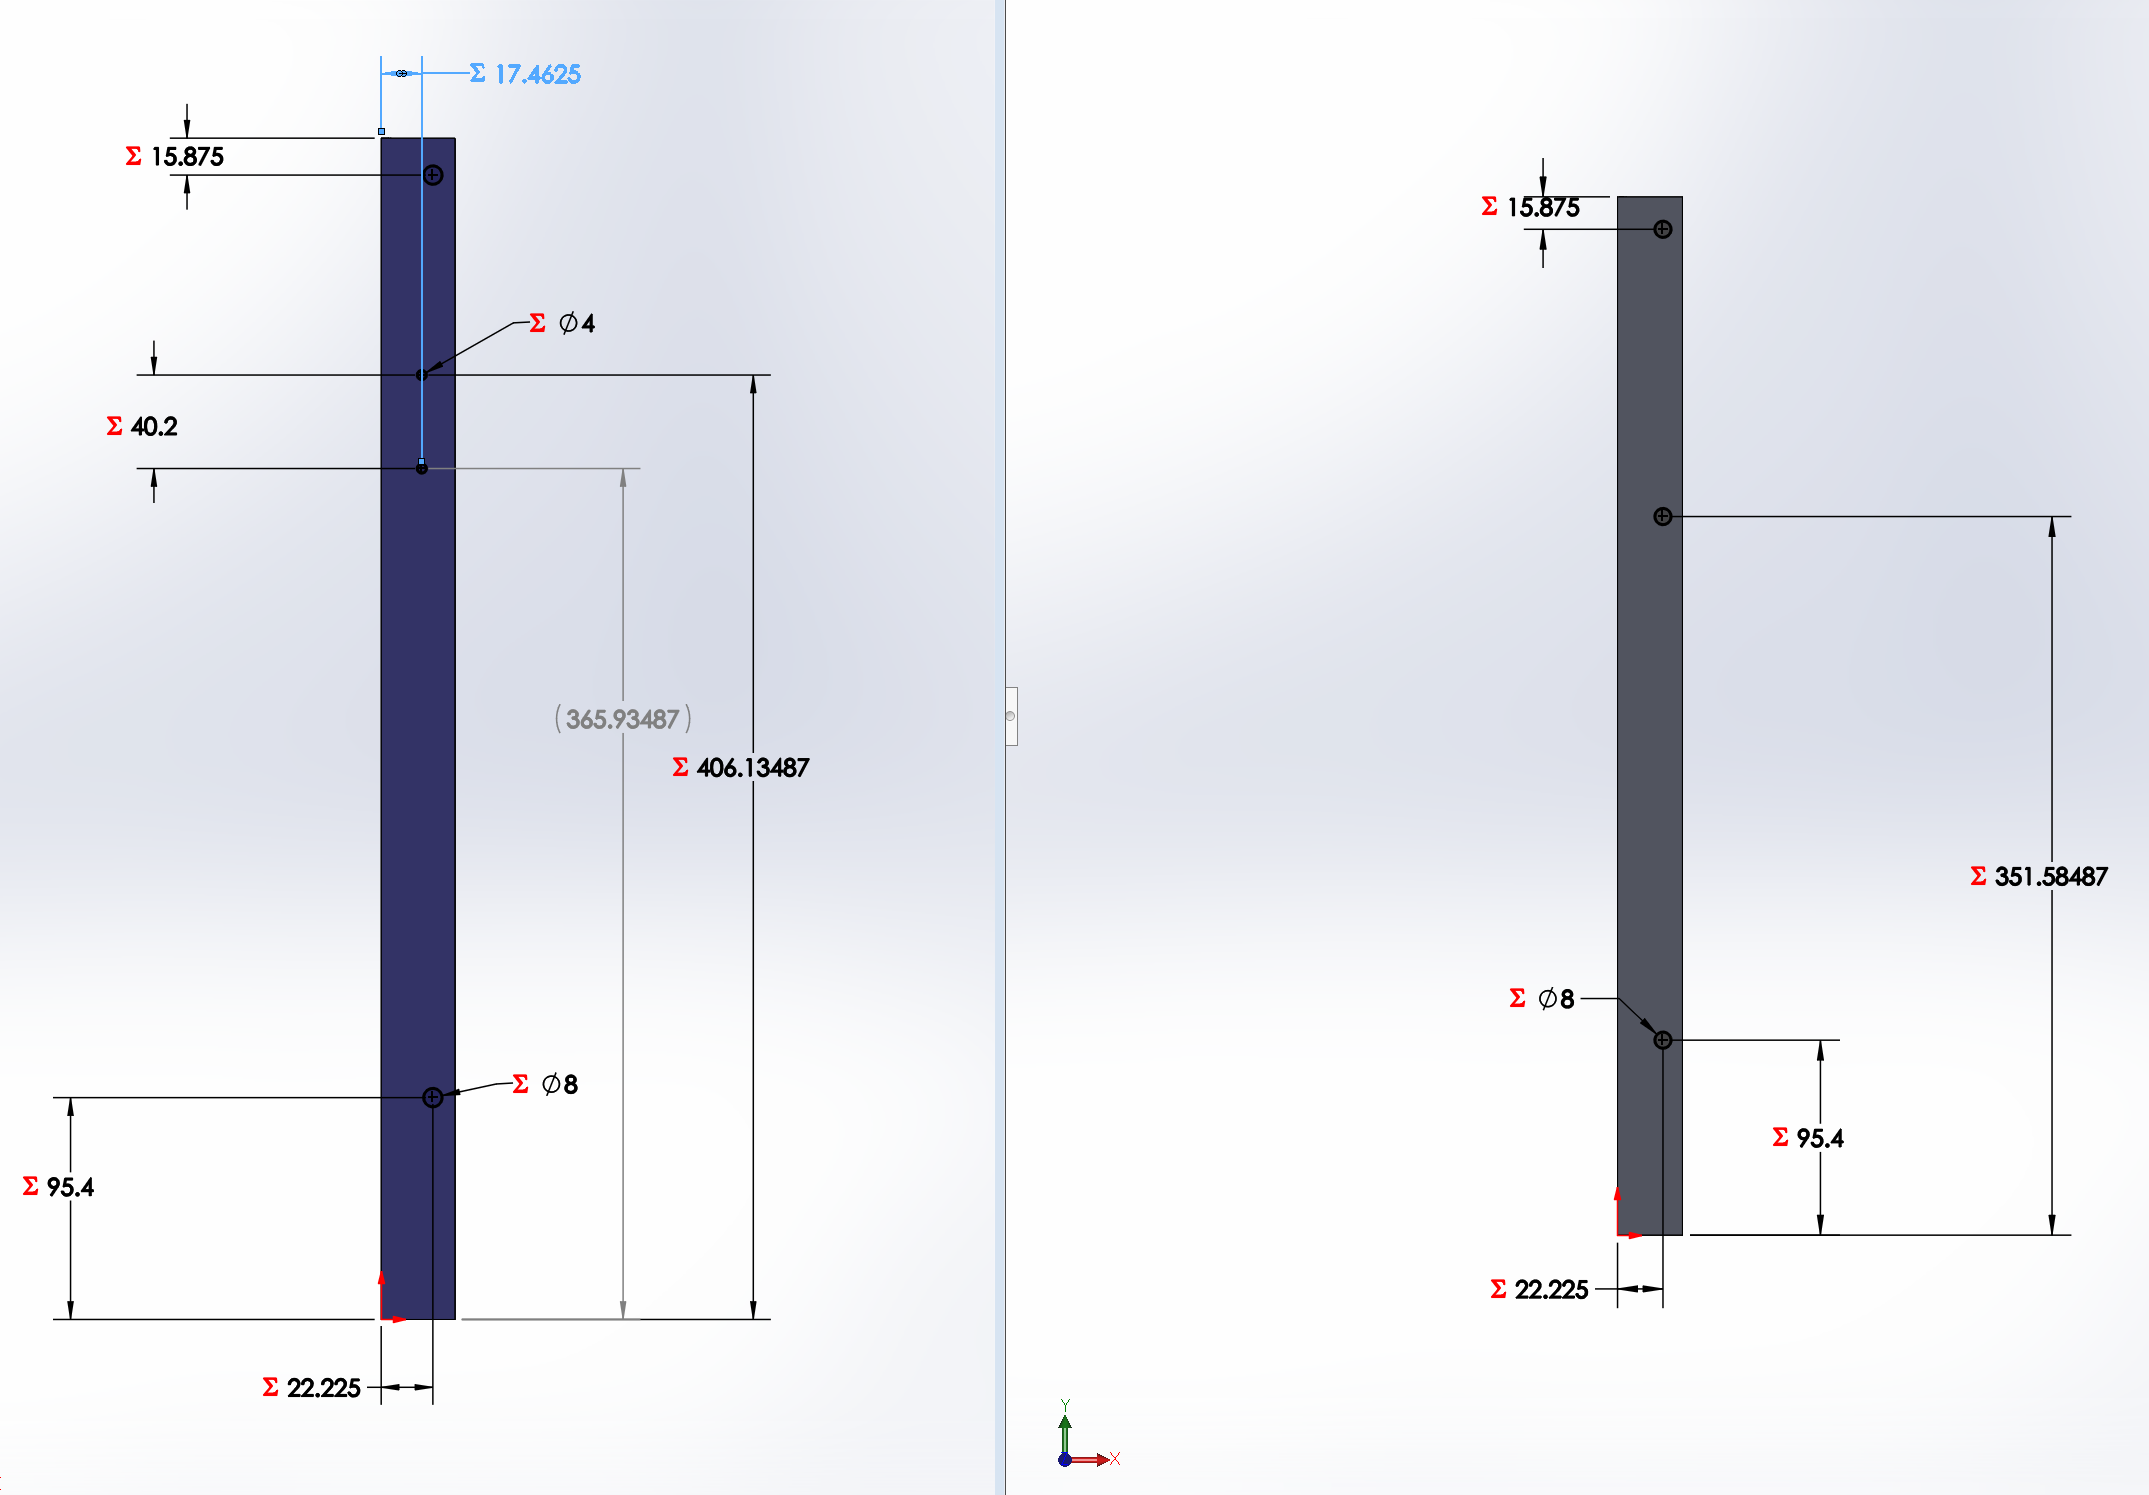 Σ 17.4625
Σ 15.875
Σ ∅4
Σ 40.2
(365.93487)
Σ 406.13487
Σ ∅8
Σ 95.4
Σ 22.225
Σ 15.875
Σ 351.58487
Σ ∅8
Σ 95.4
Σ 22.225
Y
X